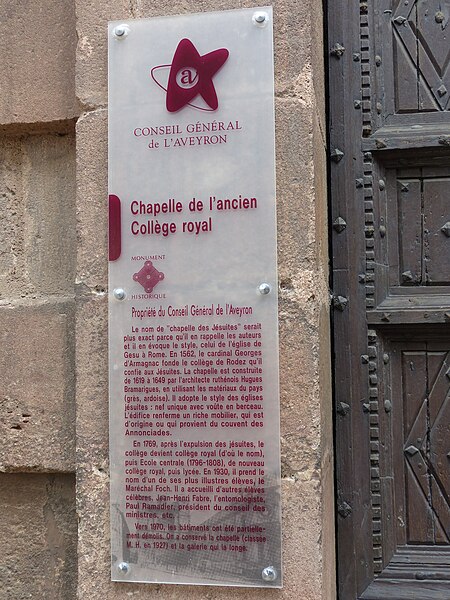 a
CONSEIL GÉNÉRAL
de L'AVEYRON
Chapelle de l'ancien
Collège royal
MONUMENT
HISTORIQUE
Propriété du Conseil Général de l'Aveyron
Le nom de "chapelle des Jésuites" serait
plus exact parce qu'il en rappelle les auteurs
et il en évoque le style, celui de l'église de
Gesu à Rome. En 1562, le cardinal Georges
d'Armagnac fonde le collège de Rodez qu'il
confie aux Jésuites. La chapelle est construite
de 1619 à 1649 par l'architecte ruthénois Hugues
Bramarigues, en utilisant les matériaux du pays
(grès, ardoise). Il adopte le style des églises
jésuites : nef unique avec voûte en berceau.
L'édifice renferme un riche mobilier, qui est
d'origine ou qui provient du couvent des
Annonciades.
En 1769, après l'expulsion des jésuites, le
collège devient collège royal (d'où le nom),
puis Ecole centrale (1796-1808), de nouveau
collège royal, puis lycée. En 1930, il prend le
nom d'un de ses plus illustres élèves, le
Maréchal Foch. Il a accueilli d'autres élèves
célèbres, Jean-Henri Fabre, l'entomologiste,
Paul Ramadier, président du conseil des
ministres, etc.
Vers 1970, les bâtiments ont été partielle-
ment démolis. On a conservé la chapelle (classée
M. H. en 1927) et la galerie qui la longe.